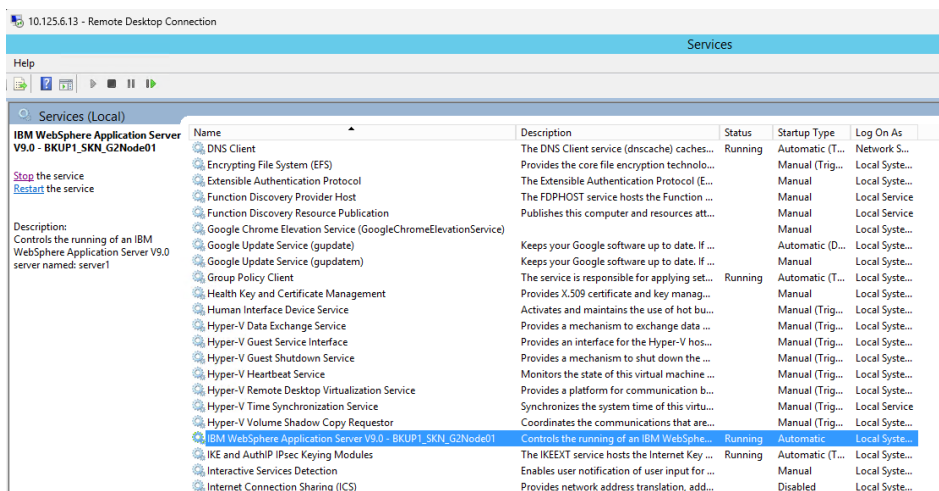 10.125.6.13 - Remote Desktop Connection
Services
Help
Services (Local)
IBM WebSphere Application Server V9.0 - BKUP1_SKN_G2Node01
Stop the service
Restart the service
Description:
Controls the running of an IBM WebSphere Application Server V9.0 server named: server1
Name Description Status Startup Type Log On As
DNS Client The DNS Client service (dnscache) caches... Running Automatic (T... Network S...
Encrypting File System (EFS) Provides the core file encryption technolo... Manual (Trig... Local Syste...
Extensible Authentication Protocol The Extensible Authentication Protocol (E... Manual Local Syste...
Function Discovery Provider Host The FDPHOST service hosts the Function ... Manual Local Service
Function Discovery Resource Publication Publishes this computer and resources att... Manual Local Service
Google Chrome Elevation Service (GoogleChromeElevationService) Manual Local Syste...
Google Update Service (gupdate) Keeps your Google software up to date. If ... Automatic (D... Local Syste...
Google Update Service (gupdatem) Keeps your Google software up to date. If ... Manual Local Syste...
Group Policy Client The service is responsible for applying set... Running Automatic (T... Local Syste...
Health Key and Certificate Management Provides X.509 certificate and key manag... Manual Local Syste...
Human Interface Device Service Activates and maintains the use of hot bu... Manual (Trig... Local Syste...
Hyper-V Data Exchange Service Provides a mechanism to exchange data ... Manual (Trig... Local Syste...
Hyper-V Guest Service Interface Provides an interface for the Hyper-V hos... Manual (Trig... Local Syste...
Hyper-V Guest Shutdown Service Provides a mechanism to shut down the ... Manual (Trig... Local Syste...
Hyper-V Heartbeat Service Monitors the state of this virtual machine ... Manual (Trig... Local Syste...
Hyper-V Remote Desktop Virtualization Service Provides a platform for communication b... Manual (Trig... Local Syste...
Hyper-V Time Synchronization Service Synchronizes the system time of this virtu... Manual (Trig... Local Service
Hyper-V Volume Shadow Copy Requestor Coordinates the communications that are... Manual (Trig... Local Syste...
IBM WebSphere Application Server V9.0 - BKUP1_SKN_G2Node01 Controls the running of an IBM WebSphe... Running Automatic Local Syste...
IKE and AuthIP IPsec Keying Modules The IKEEXT service hosts the Internet Key ... Running Automatic (T... Local Syste...
Interactive Services Detection Enables user notification of user input for ... Manual Local Syste...
Internet Connection Sharing (ICS) Provides network address translation, add... Disabled Local Syste...